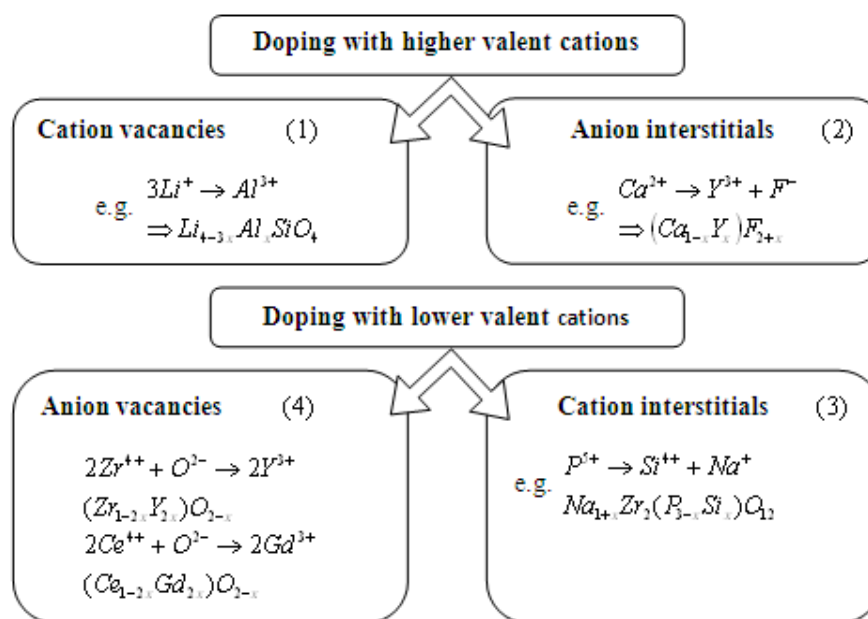 Doping with higher valent cations
Cation vacancies (1)
e.g. 3Li⁺ → Al³⁺
⇒ Li₄₋₃ₓAlₓSiO₄
Anion interstitials (2)
e.g. Ca²⁺ → Y³⁺ + F⁻
⇒ (Ca₁₋ₓYₓ)F₂₊ₓ
Doping with lower valent cations
Anion vacancies (4)
2Zr⁴⁺ + O²⁻ → 2Y³⁺
(Zr₁₋₂ₓY₂ₓ)O₂₋ₓ
2Ce⁴⁺ + O²⁻ → 2Gd³⁺
(Ce₁₋₂ₓGd₂ₓ)O₂₋ₓ
Cation interstitials (3)
e.g. P⁵⁺ → Si⁴⁺ + Na⁺
Na₁₊ₓZr₂(P₃₋ₓSiₓ)O₁₂